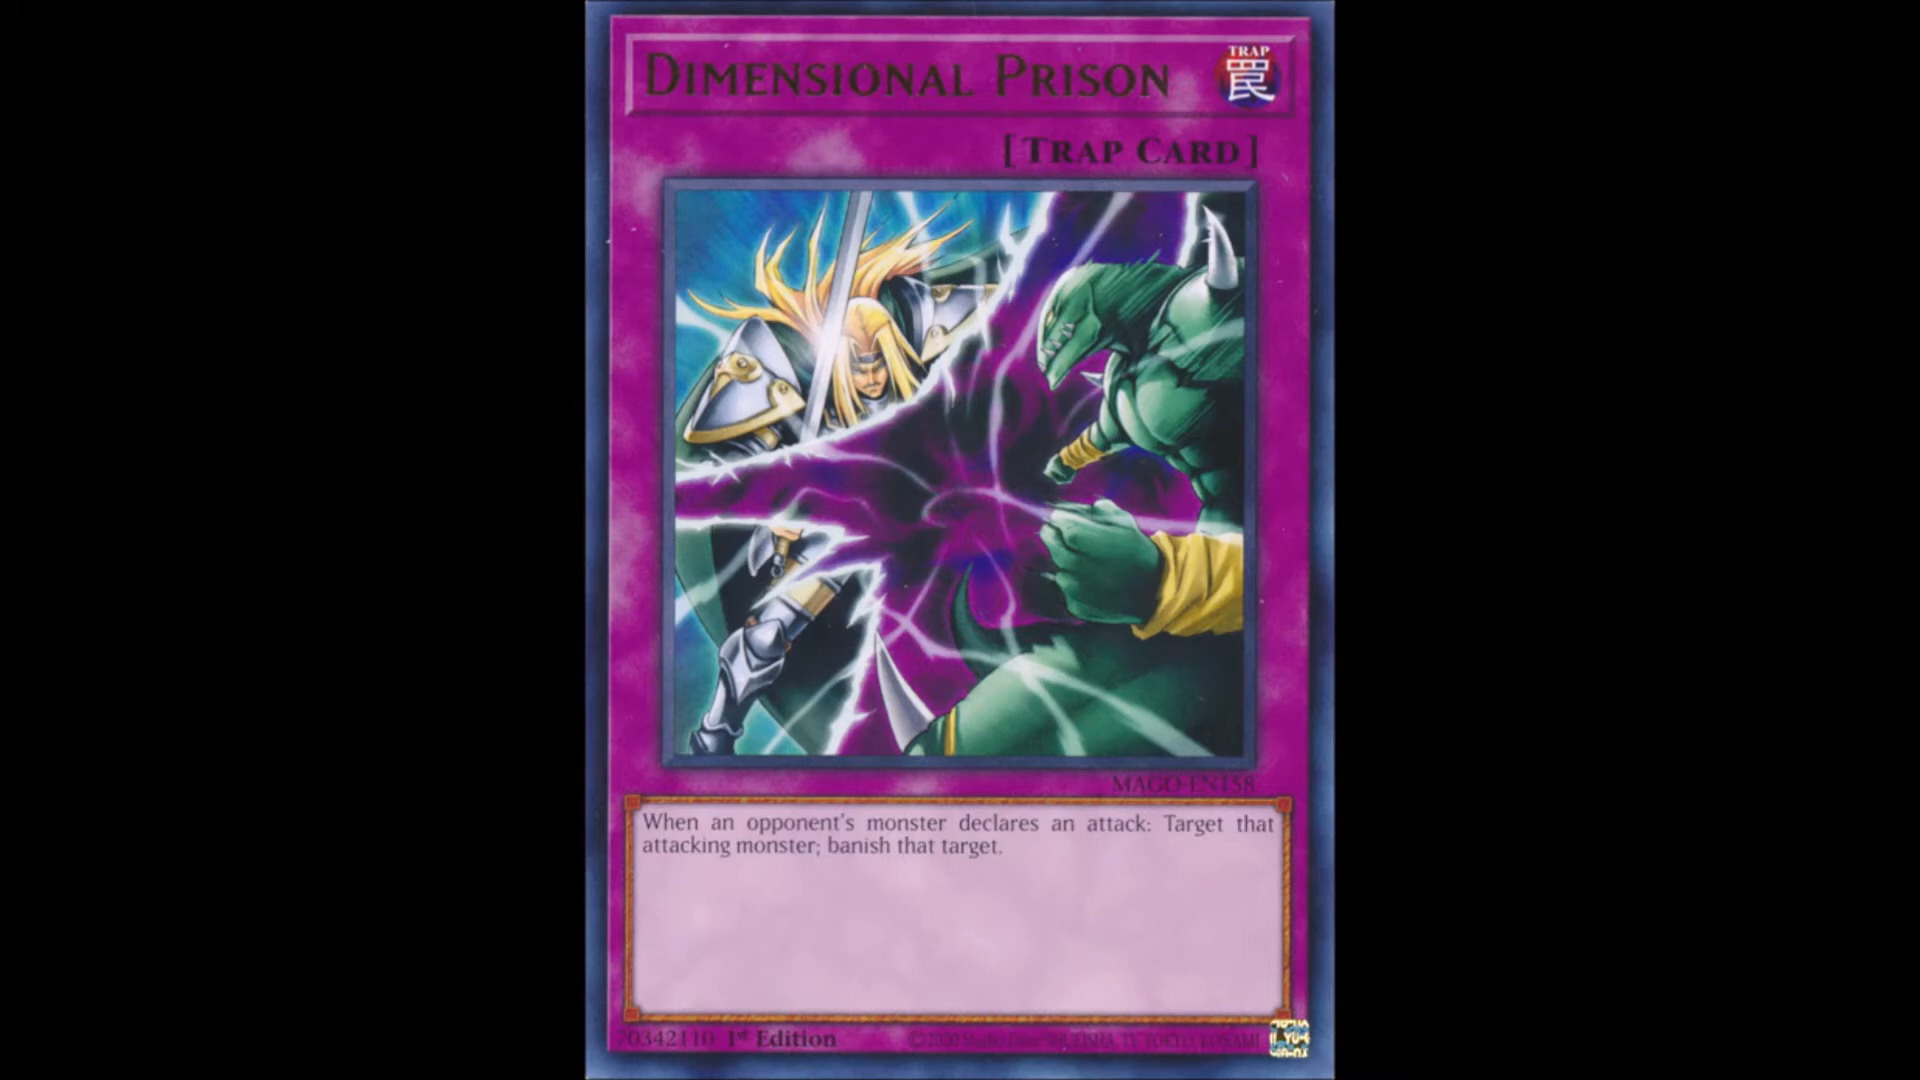 DIMENSIONAL PRISON
TRAP
罠
[TRAP CARD]
MAGO-EN158
When an opponent's monster declares an attack: Target that
attacking monster; banish that target.
70342110 1st Edition